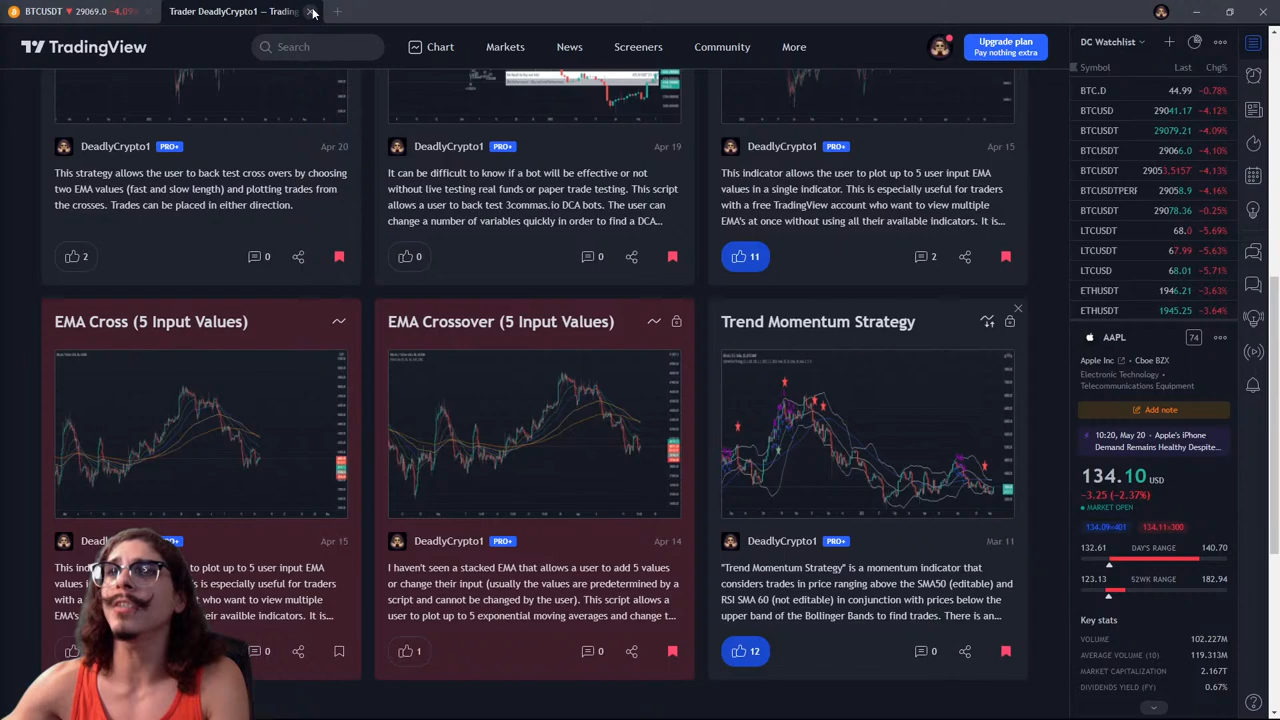 BTCUSDT ▼ 29069.0 −4.09%
Trader DeadlyCrypto1 — Trading
TradingView
Chart
Markets
News
Screeners
Community
More
Upgrade plan
Pay nothing extra
DeadlyCrypto1 PRO+ Apr 20
This strategy allows the user to back test cross overs by choosing
two EMA values (fast and slow length) and plotting trades from
the crosses. Trades can be placed in either direction.
2
0
DeadlyCrypto1 PRO+ Apr 19
It can be difficult to know if a bot will be effective or not
without live testing real funds or paper trade testing. This script
allows a user to back test 3commas.io DCA bots. The user can
change a number of variables quickly in order to find a DCA…
0
0
DeadlyCrypto1 PRO+ Apr 15
This indicator allows the user to plot up to 5 user input EMA
values in a single indicator. This is especially useful for traders
with a free TradingView account who want to view multiple
EMA's at once without using all their available indicators. It is…
11
2
EMA Cross (5 Input Values)
PRO+ Apr 15
to plot up to 5 user input EMA
is especially useful for traders
who want to view multiple
their available indicators. It is…
0
EMA Crossover (5 Input Values)
DeadlyCrypto1 PRO+ Apr 14
I haven't seen a stacked EMA that allows a user to add 5 values
or change their input (usually the values are predetermined by a
script and cannot be changed by the user). This script allows a
user to plot up to 5 exponential moving averages and change t…
1
0
Trend Momentum Strategy
DeadlyCrypto1 PRO+ Mar 11
"Trend Momentum Strategy" is a momentum indicator that
considers trades in price ranging above the SMA50 (editable) and
RSI SMA 60 (not editable) in conjunction with prices below the
upper band of the Bollinger Bands to find trades. There is an…
12
0
DC Watchlist
Symbol Last Chg%
BTC.D 44.99 −0.78%
BTCUSD 29041.17 −4.12%
BTCUSDT 29079.21 −4.09%
BTCUSDT 29066.0 −4.10%
BTCUSDT 29053.5157 −4.13%
BTCUSDTPERF 29058.9 −4.16%
BTCUSDT 29078.36 −0.25%
LTCUSDT 68.0 −5.69%
LTCUSDT 67.99 −5.63%
LTCUSD 68.01 −5.71%
ETHUSDT 1946.21 −3.63%
ETHUSDT 1945.25 −3.64%
AAPL
74
Apple Inc • Cboe BZX
Electronic Technology •
Telecommunications Equipment
Add note
10:20, May 20 • Apple's iPhone
Demand Remains Healthy Despite…
134.10 USD
−3.25 (−2.37%)
MARKET OPEN
134.09×401
134.11×300
132.61 DAY'S RANGE 140.70
123.13 52WK RANGE 182.94
Key stats
VOLUME 102.227M
AVERAGE VOLUME (10) 119.313M
MARKET CAPITALIZATION 2.167T
DIVIDENDS YIELD (FY) 0.67%